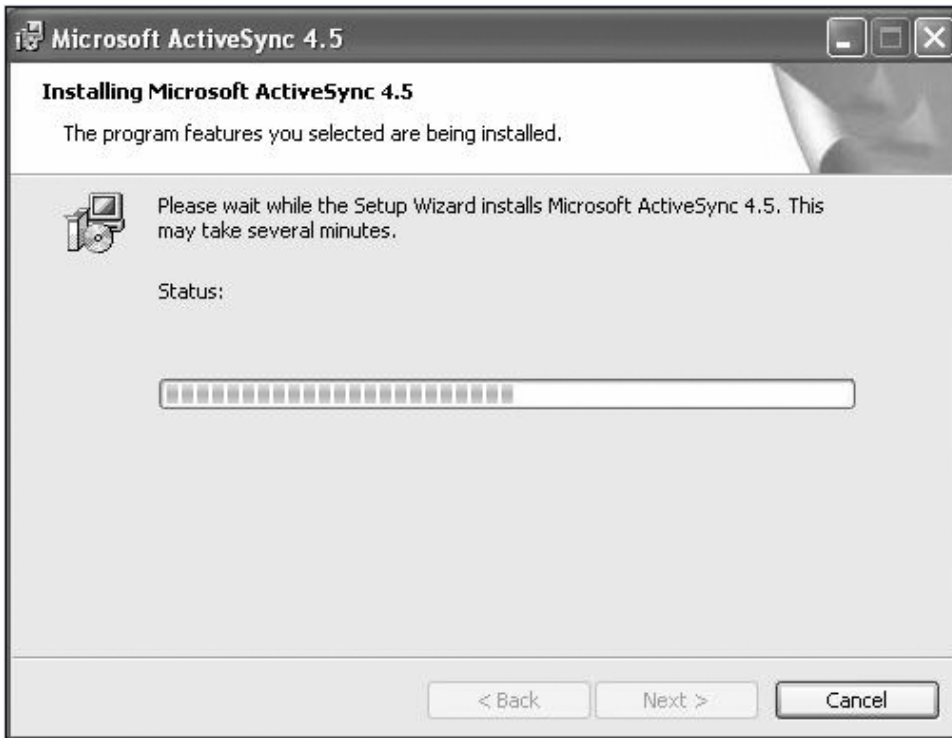 Microsoft ActiveSync 4.5
Installing Microsoft ActiveSync 4.5
The program features you selected are being installed.
Please wait while the Setup Wizard installs Microsoft ActiveSync 4.5. This
may take several minutes.
Status:
< Back
Next >
Cancel